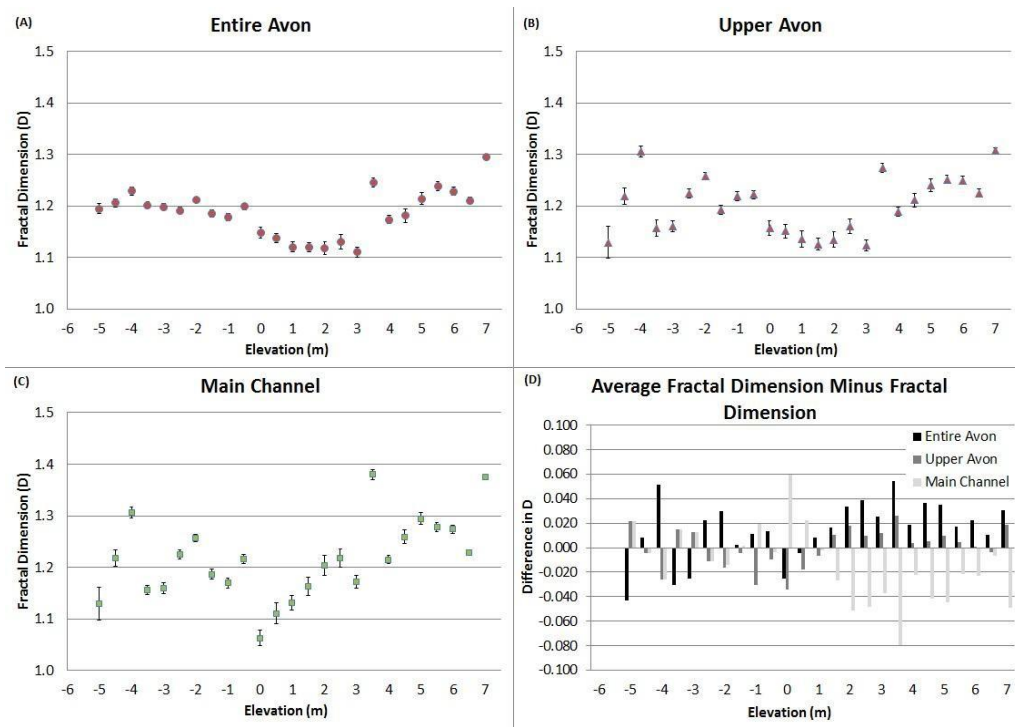 (A)
Entire Avon
1.5
1.4
1.3
1.2
1.1
1.0
Fractal Dimension (D)
-6 -5 -4 -3 -2 -1 0 1 2 3 4 5 6 7
Elevation (m)
(B)
Upper Avon
1.5
1.4
1.3
1.2
1.1
1.0
Fractal Dimension (D)
-6 -5 -4 -3 -2 -1 0 1 2 3 4 5 6 7
Elevation (m)
(C)
Main Channel
1.5
1.4
1.3
1.2
1.1
1.0
Fractal Dimension (D)
-6 -5 -4 -3 -2 -1 0 1 2 3 4 5 6 7
Elevation (m)
(D)
Average Fractal Dimension Minus Fractal
Dimension
0.100
0.080
0.060
0.040
0.020
0.000
-0.020
-0.040
-0.060
-0.080
-0.100
Difference in D
Entire Avon
Upper Avon
Main Channel
-6 -5 -4 -3 -2 -1 0 1 2 3 4 5 6 7
Elevation (m)